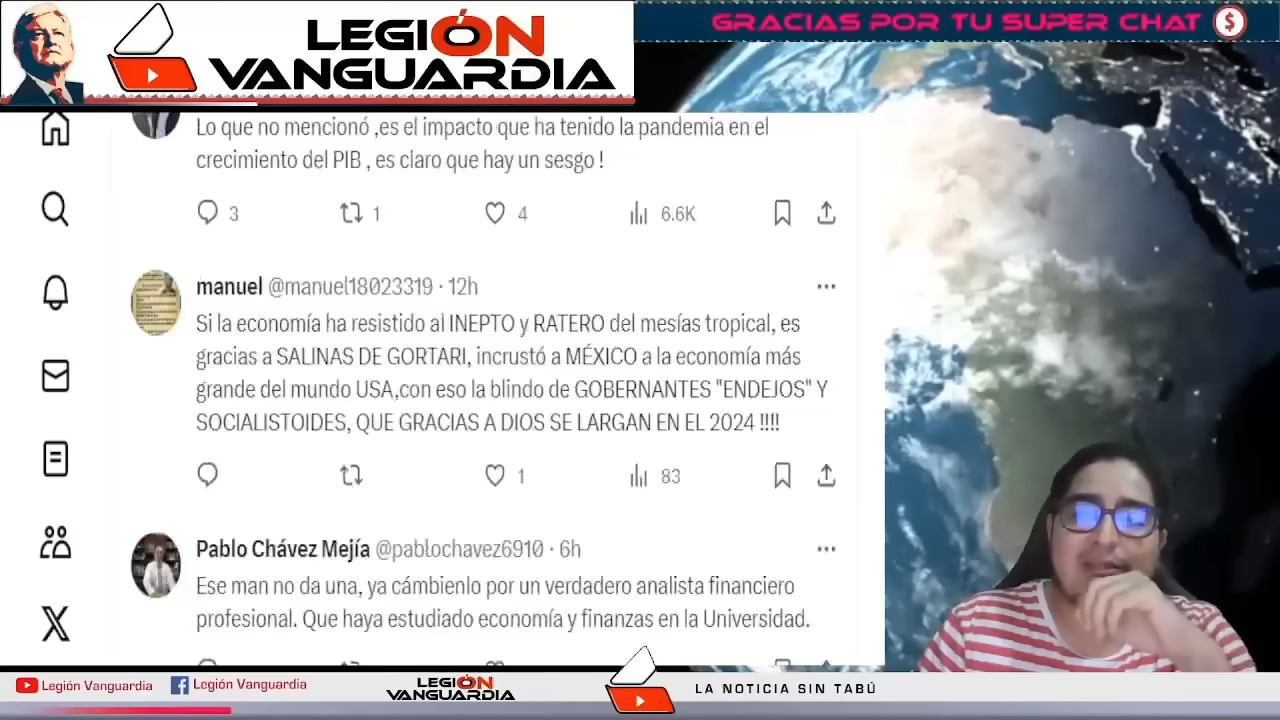 LEGIÓN
VANGUARDIA
GRACIAS POR TU SUPER CHAT
$
Lo que no mencionó ,es el impacto que ha tenido la pandemia en el
crecimiento del PIB , es claro que hay un sesgo !
3 1 4 6.6K
manuel @manuel18023319 · 12h
Si la economía ha resistido al INEPTO y RATERO del mesías tropical, es
gracias a SALINAS DE GORTARI, incrustó a MÉXICO a la economía más
grande del mundo USA,con eso la blindo de GOBERNANTES "ENDEJOS" Y
SOCIALISTOIDES, QUE GRACIAS A DIOS SE LARGAN EN EL 2024 !!!!
1 83
Pablo Chávez Mejía @pablochavez6910 · 6h
Ese man no da una, ya cámbienlo por un verdadero analista financiero
profesional. Que haya estudiado economía y finanzas en la Universidad.
Legión Vanguardia
Legión Vanguardia
LEGIÓN
VANGUARDIA
LA NOTICIA SIN TABÚ